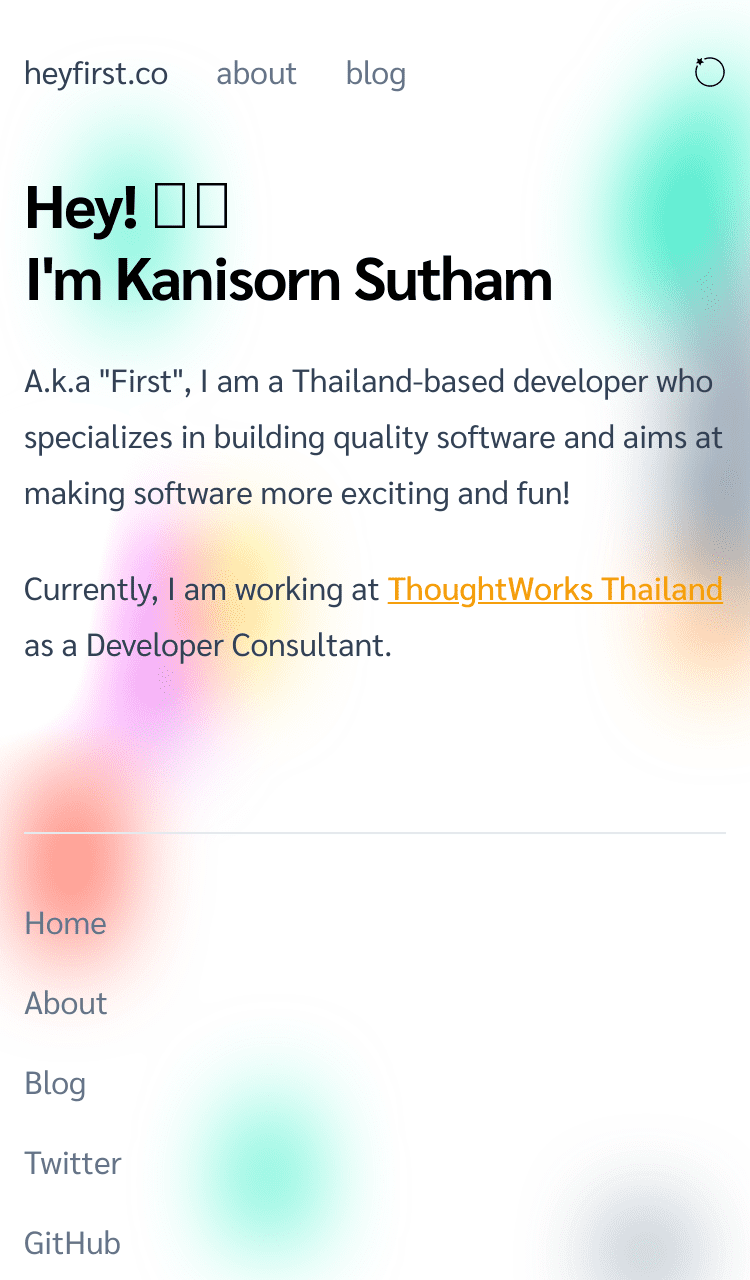 heyfirst.co about blog
Hey!
I'm Kanisorn Sutham
A.k.a "First", I am a Thailand-based developer who
specializes in building quality software and aims at
making software more exciting and fun!
Currently, I am working at ThoughtWorks Thailand
as a Developer Consultant.
Home
About
Blog
Twitter
GitHub